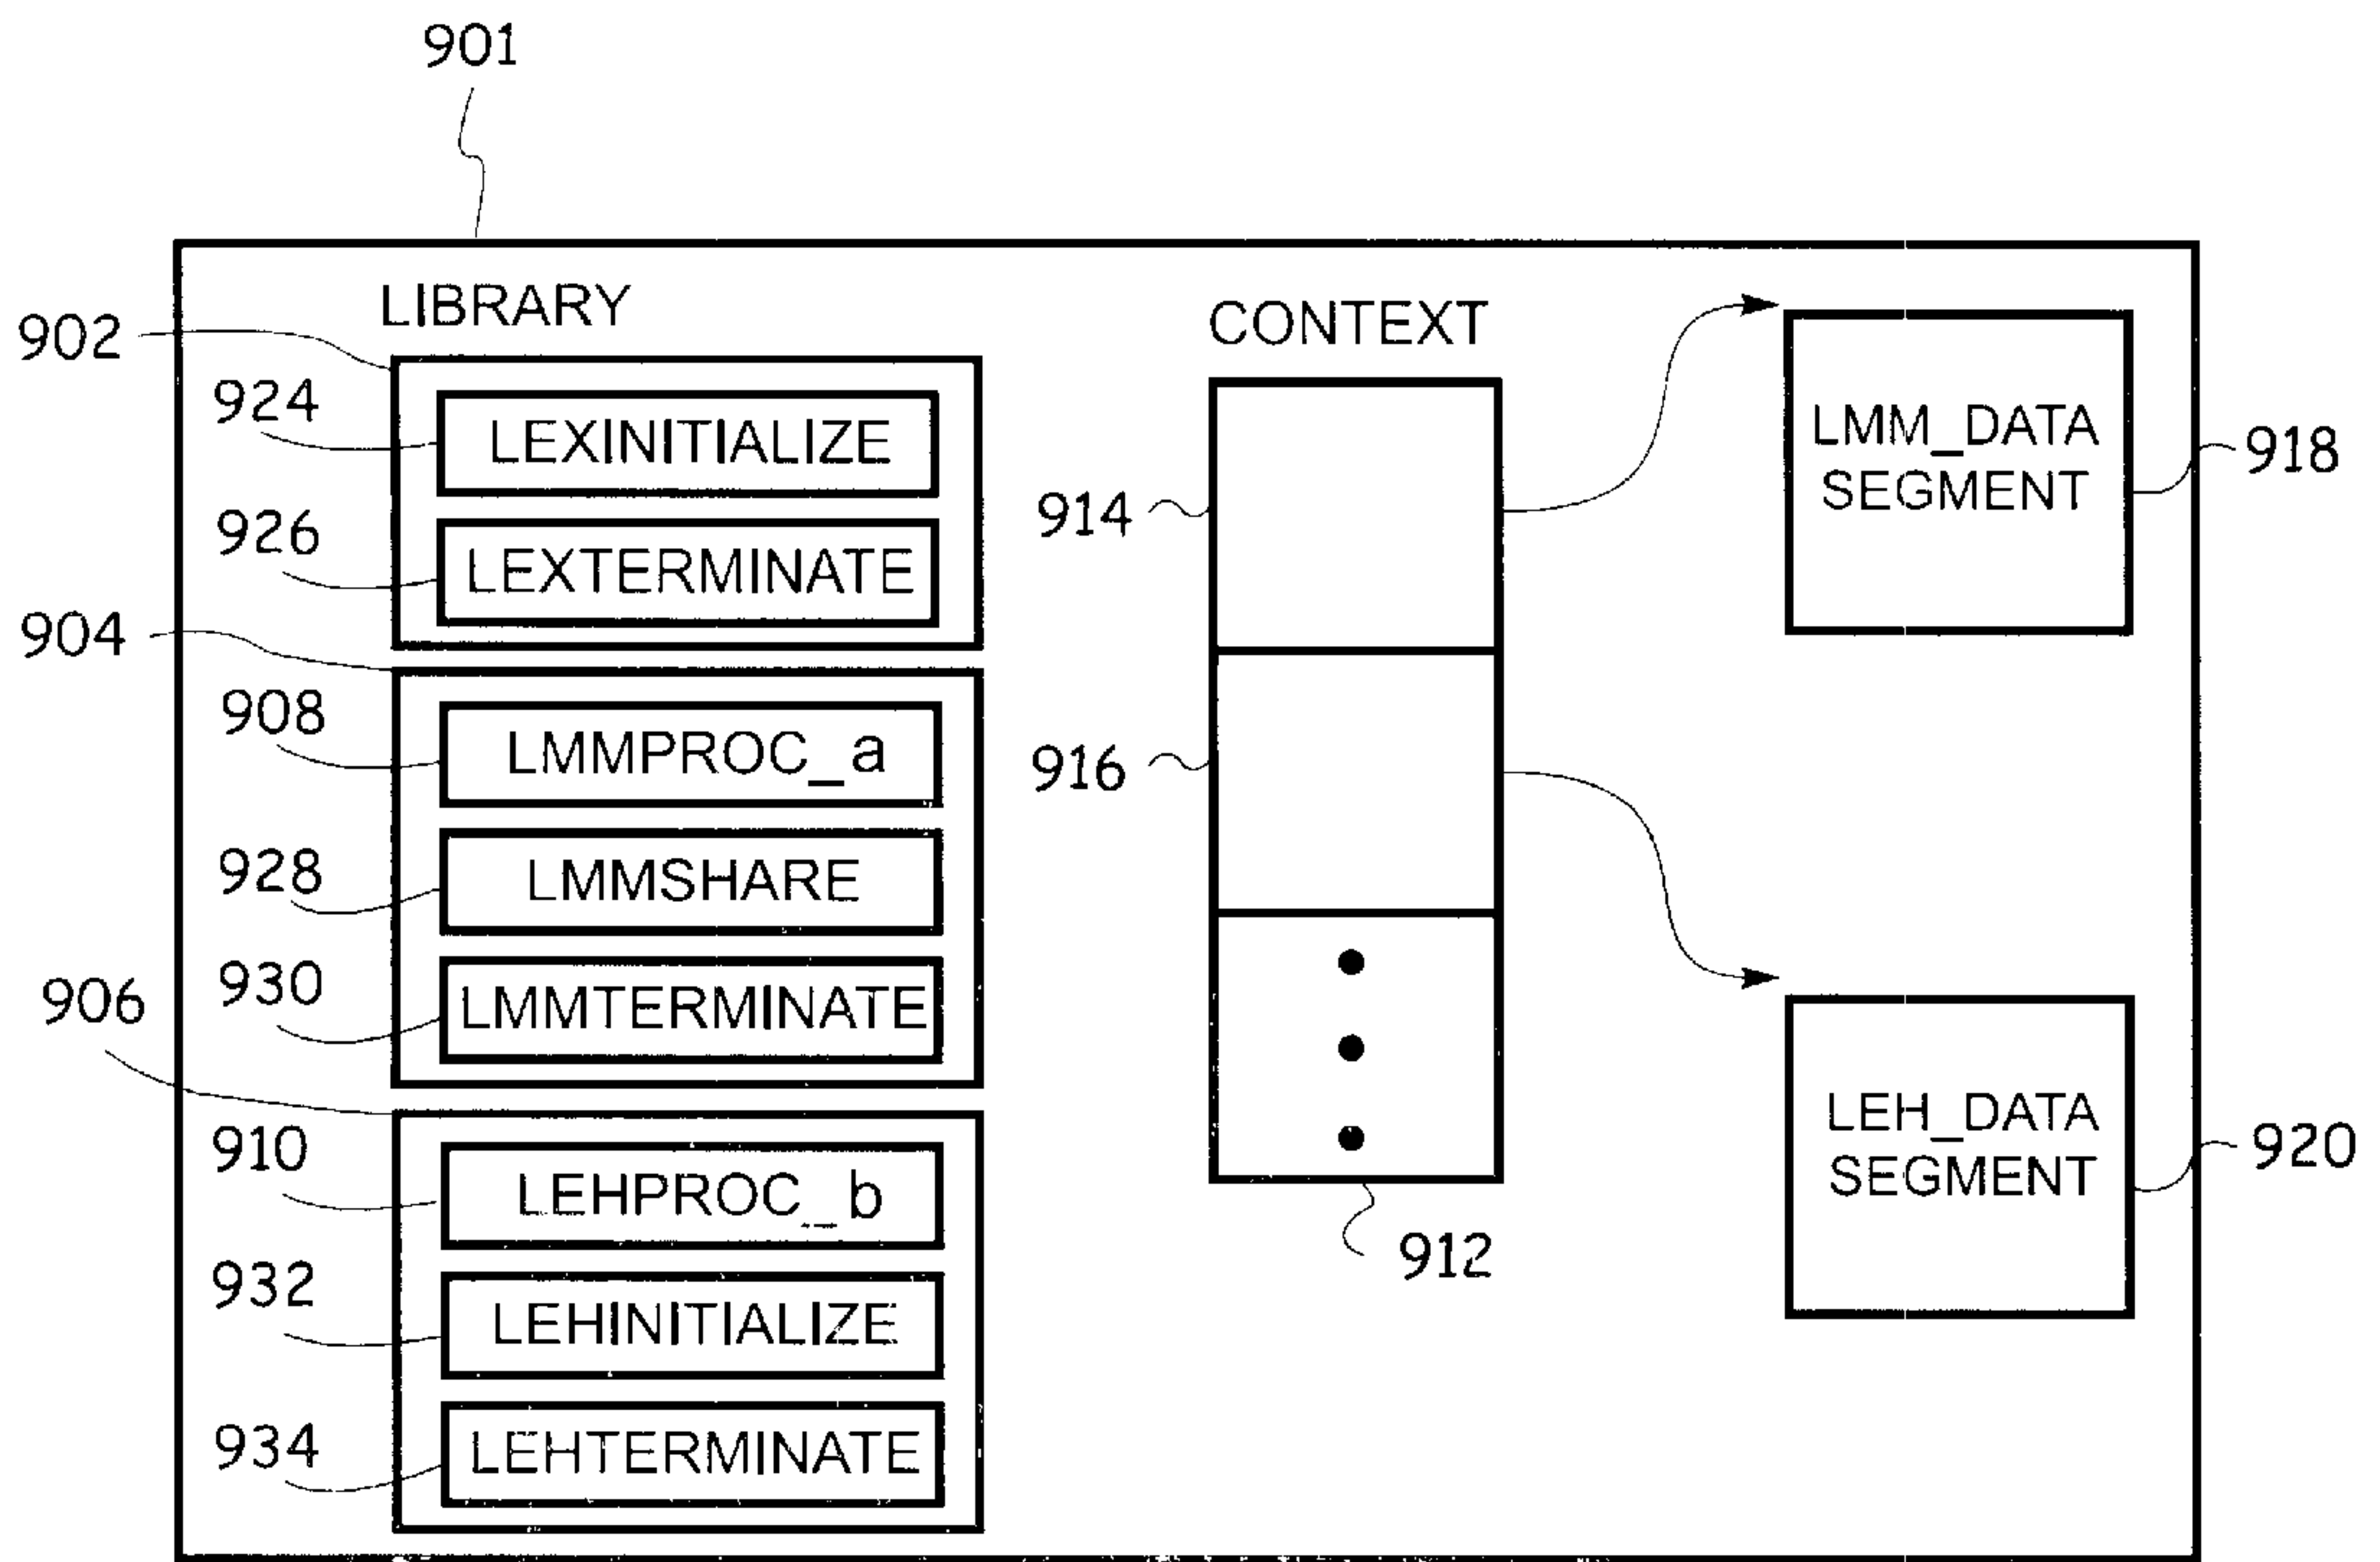 901
LIBRARY
902
924
LEXINITIALIZE
926
LEXTERMINATE
904
908
LMMPROC_a
928
LMMSHARE
930
LMMTERMINATE
906
910
LEHPROC_b
932
LEHINITIALIZE
934
LEHTERMINATE
CONTEXT
914
916
912
LMM_DATA
SEGMENT
918
LEH_DATA
SEGMENT
920